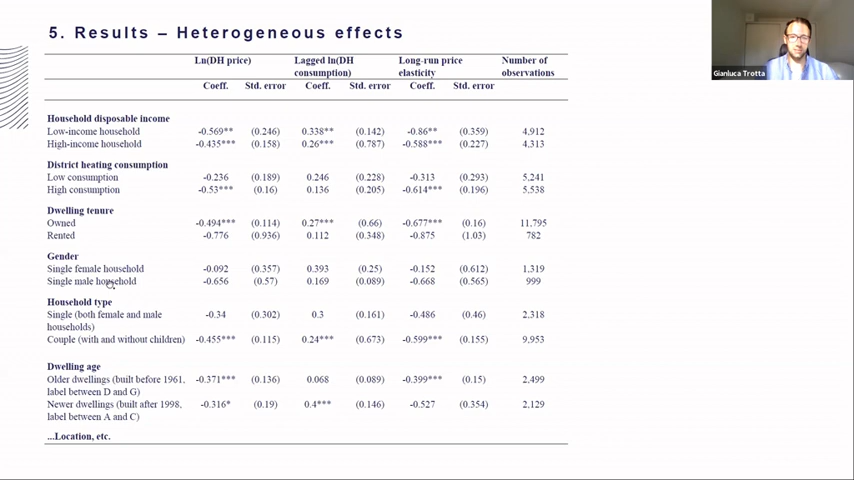 5. Results – Heterogeneous effects
Ln(DH price) Lagged ln(DH consumption) Long-run price elasticity Number of observations
Coeff. Std. error Coeff. Std. error Coeff. Std. error
Household disposable income
Low-income household -0.569** (0.246) 0.338** (0.142) -0.86** (0.359) 4,912
High-income household -0.435*** (0.158) 0.26*** (0.787) -0.588*** (0.227) 4,313
District heating consumption
Low consumption -0.236 (0.189) 0.246 (0.228) -0.313 (0.293) 5,241
High consumption -0.53*** (0.16) 0.136 (0.205) -0.614*** (0.196) 5,538
Dwelling tenure
Owned -0.494*** (0.114) 0.27*** (0.66) -0.677*** (0.16) 11,795
Rented -0.776 (0.936) 0.112 (0.348) -0.875 (1.03) 782
Gender
Single female household -0.092 (0.357) 0.393 (0.25) -0.152 (0.612) 1,319
Single male household -0.656 (0.57) 0.169 (0.089) -0.668 (0.565) 999
Household type
Single (both female and male -0.34 (0.302) 0.3 (0.161) -0.486 (0.46) 2,318
households)
Couple (with and without children) -0.455*** (0.115) 0.24*** (0.673) -0.599*** (0.155) 9,953
Dwelling age
Older dwellings (built before 1961, -0.371*** (0.136) 0.068 (0.089) -0.399*** (0.15) 2,499
label between D and G)
Newer dwellings (built after 1998, -0.316* (0.19) 0.4*** (0.146) -0.527 (0.354) 2,129
label between A and C)
...Location, etc.
Gianluca Trotta